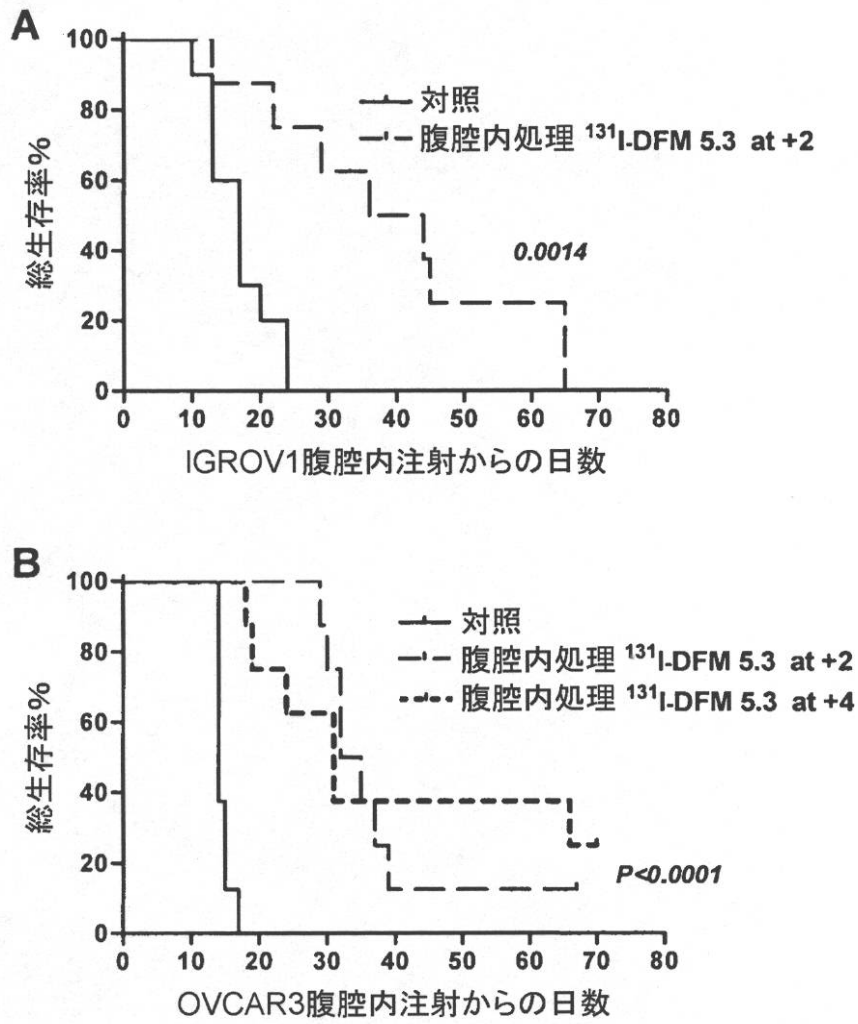 A
100
80
60
40
20
0
総生存率%
対照
腹腔内処理 ¹³¹I-DFM 5.3 at +2
0.0014
0 10 20 30 40 50 60 70 80
IGROV1腹腔内注射からの日数
B
100
80
60
40
20
0
総生存率%
対照
腹腔内処理 ¹³¹I-DFM 5.3 at +2
腹腔内処理 ¹³¹I-DFM 5.3 at +4
P<0.0001
0 10 20 30 40 50 60 70 80
OVCAR3腹腔内注射からの日数